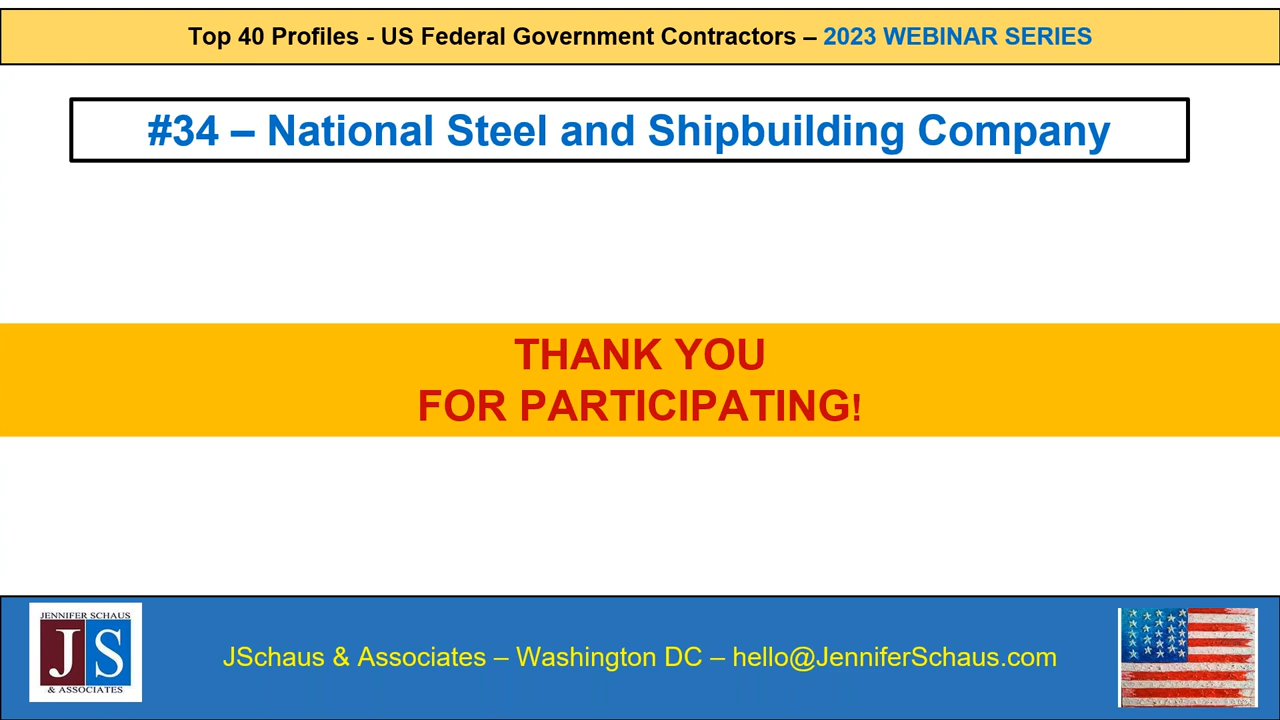 Top 40 Profiles - US Federal Government Contractors – 2023 WEBINAR SERIES
#34 – National Steel and Shipbuilding Company
THANK YOU
FOR PARTICIPATING!
JENNIFER SCHAUS
JS
& ASSOCIATES
JSchaus & Associates – Washington DC – hello@JenniferSchaus.com